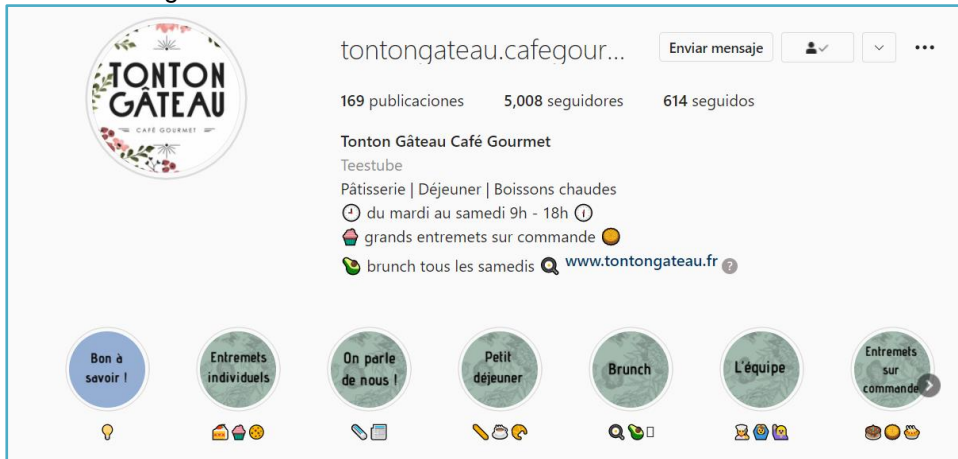 TONTON
GÂTEAU
CAFÉ GOURMET
tontongateau.cafegour...
Enviar mensaje
169 publicaciones 5,008 seguidores 614 seguidos
Tonton Gâteau Café Gourmet
Teestube
Pâtisserie | Déjeuner | Boissons chaudes
du mardi au samedi 9h - 18h
grands entremets sur commande
brunch tous les samedis www.tontongateau.fr
Bon à
savoir !
Entremets
individuels
On parle
de nous !
Petit
déjeuner
Brunch
L'équipe
Entremets
sur
commande